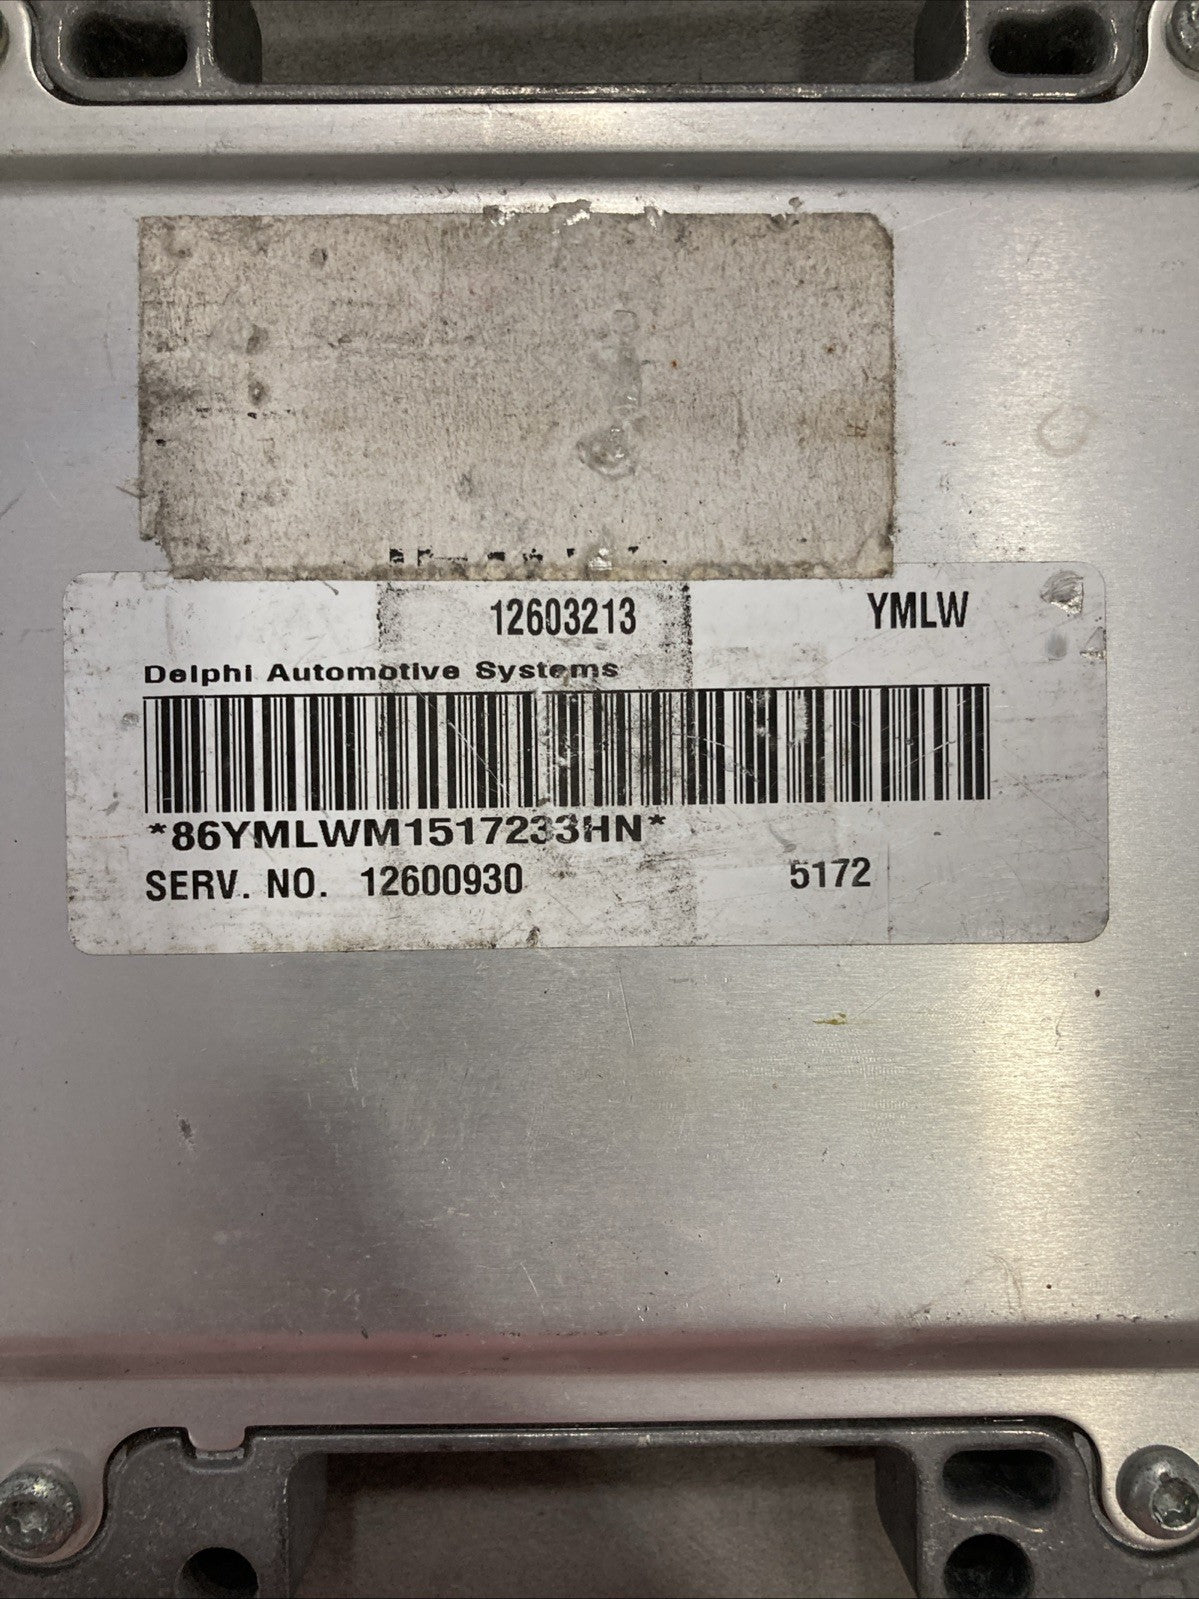 12603213 YMLW
Delphi Automotive Systems
*86YMLWM1517233HN*
SERV. NO. 12600930 5172